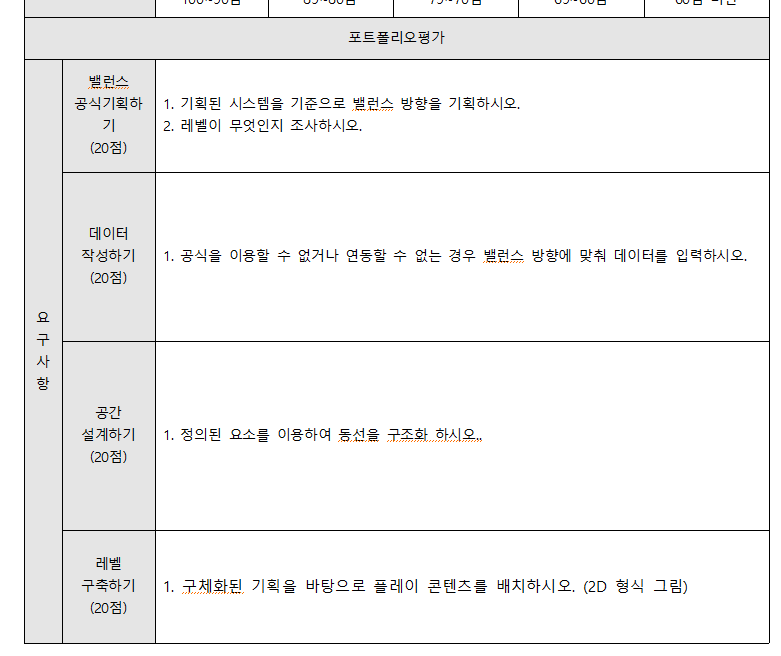 포트폴리오평가
요
구
사
항
밸런스
공식기획하
기
(20점)
1. 기획된 시스템을 기준으로 밸런스 방향을 기획하시오.
2. 레벨이 무엇인지 조사하시오.
데이터
작성하기
(20점)
1. 공식을 이용할 수 없거나 연동할 수 없는 경우 밸런스 방향에 맞춰 데이터를 입력하시오.
공간
설계하기
(20점)
1. 정의된 요소를 이용하여 동선을 구조화 하시오,,
레벨
구축하기
(20점)
1. 구체화된 기획을 바탕으로 플레이 콘텐츠를 배치하시오. (2D 형식 그림)